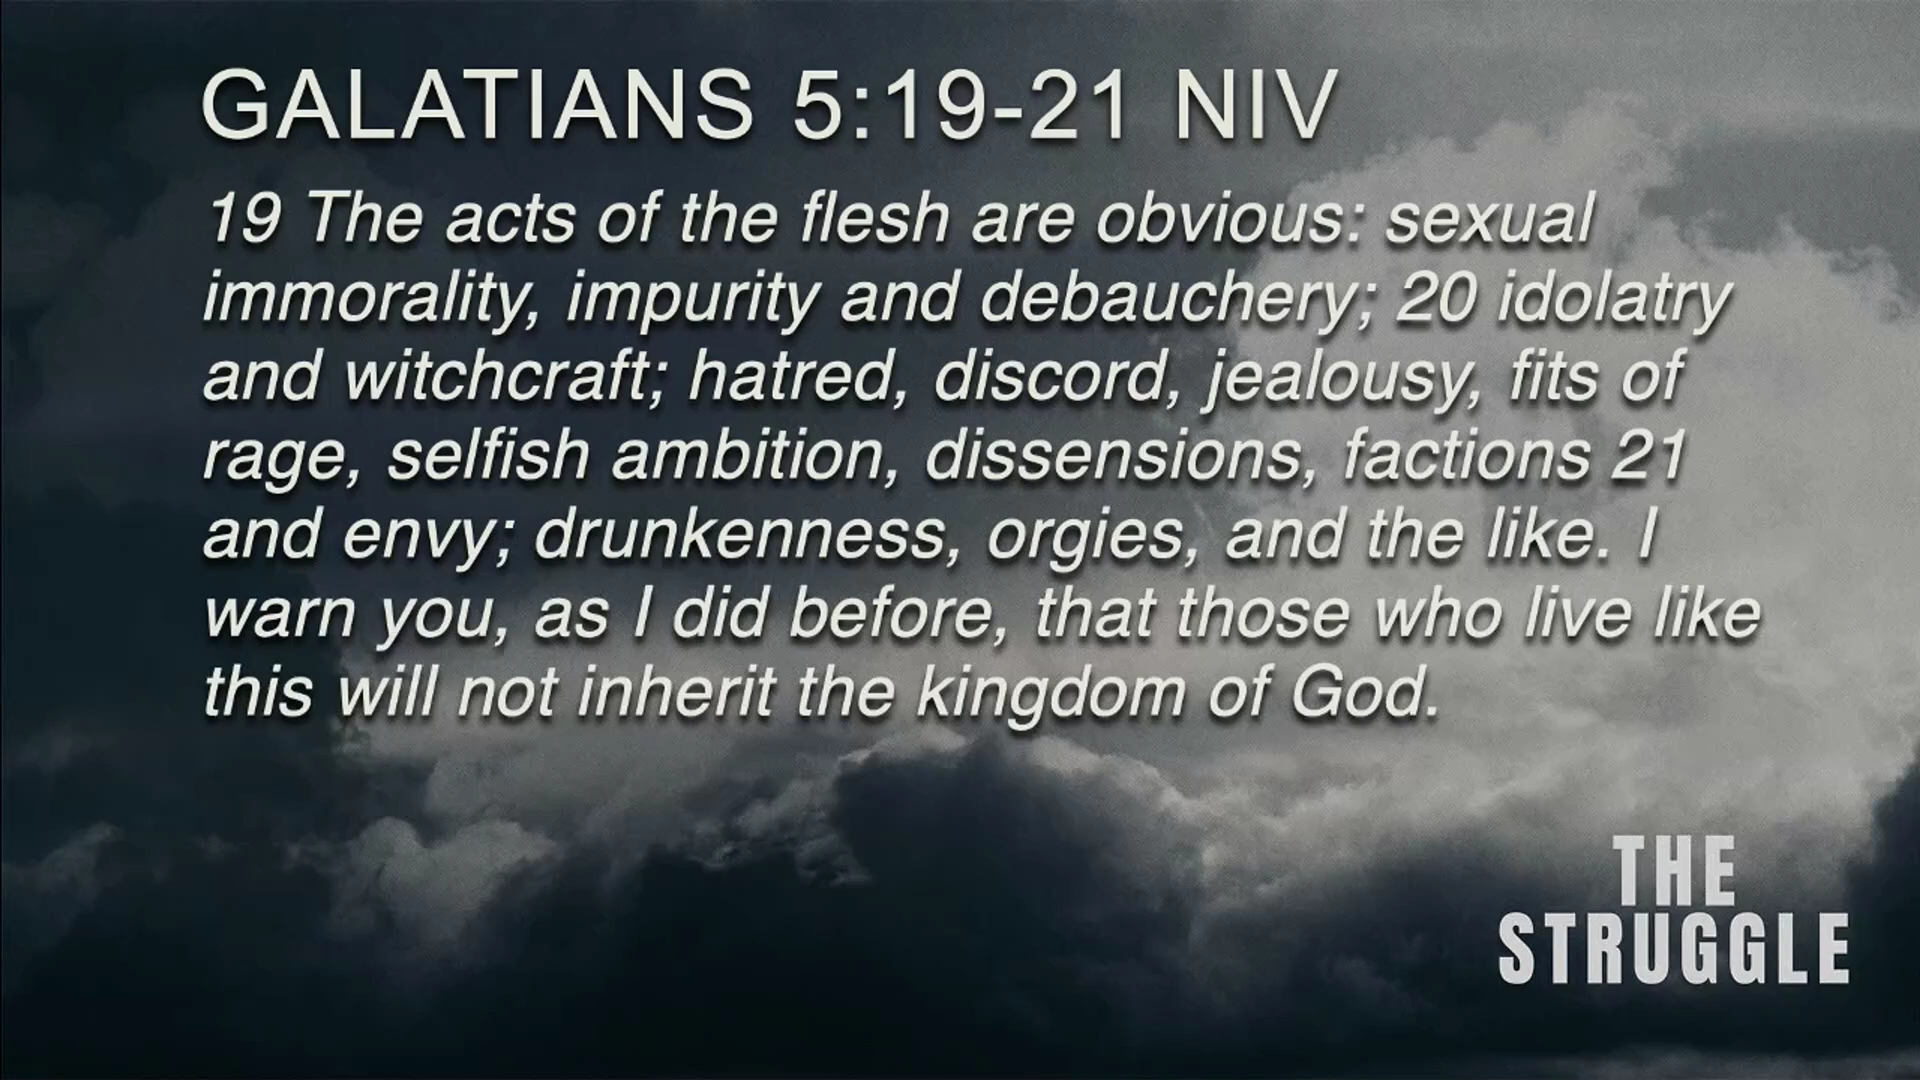 GALATIANS 5:19-21 NIV
19 The acts of the flesh are obvious: sexual
immorality, impurity and debauchery; 20 idolatry
and witchcraft; hatred, discord, jealousy, fits of
rage, selfish ambition, dissensions, factions 21
and envy; drunkenness, orgies, and the like. I
warn you, as I did before, that those who live like
this will not inherit the kingdom of God.
THE
STRUGGLE